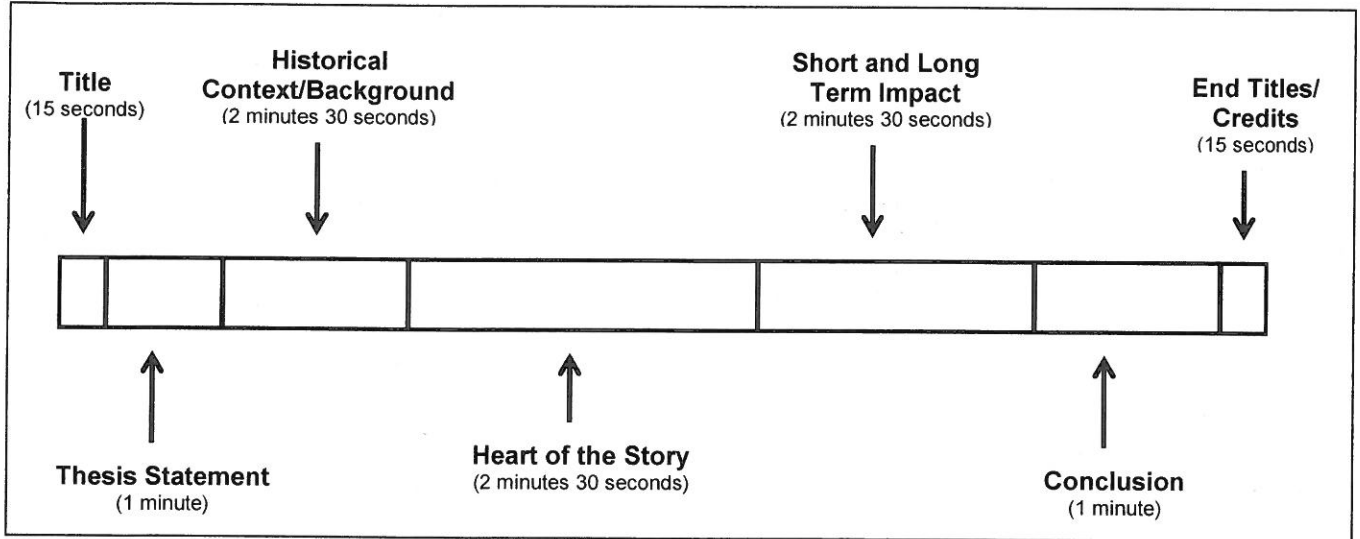 Title
(15 seconds)
Historical
Context/Background
(2 minutes 30 seconds)
Short and Long
Term Impact
(2 minutes 30 seconds)
End Titles/
Credits
(15 seconds)
Thesis Statement
(1 minute)
Heart of the Story
(2 minutes 30 seconds)
Conclusion
(1 minute)